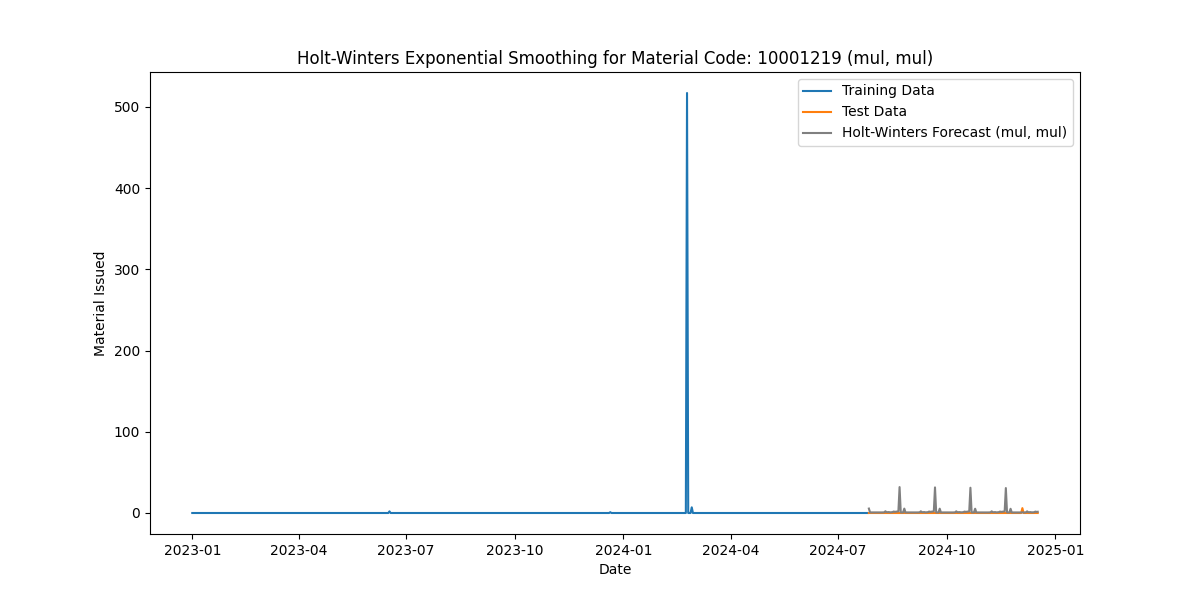 Holt-Winters Exponential Smoothing for Material Code: 10001219 (mul, mul)
Training Data
Test Data
Holt-Winters Forecast (mul, mul)
Material Issued
500
400
300
200
100
0
2023-01 2023-04 2023-07 2023-10 2024-01 2024-04 2024-07 2024-10 2025-01
Date